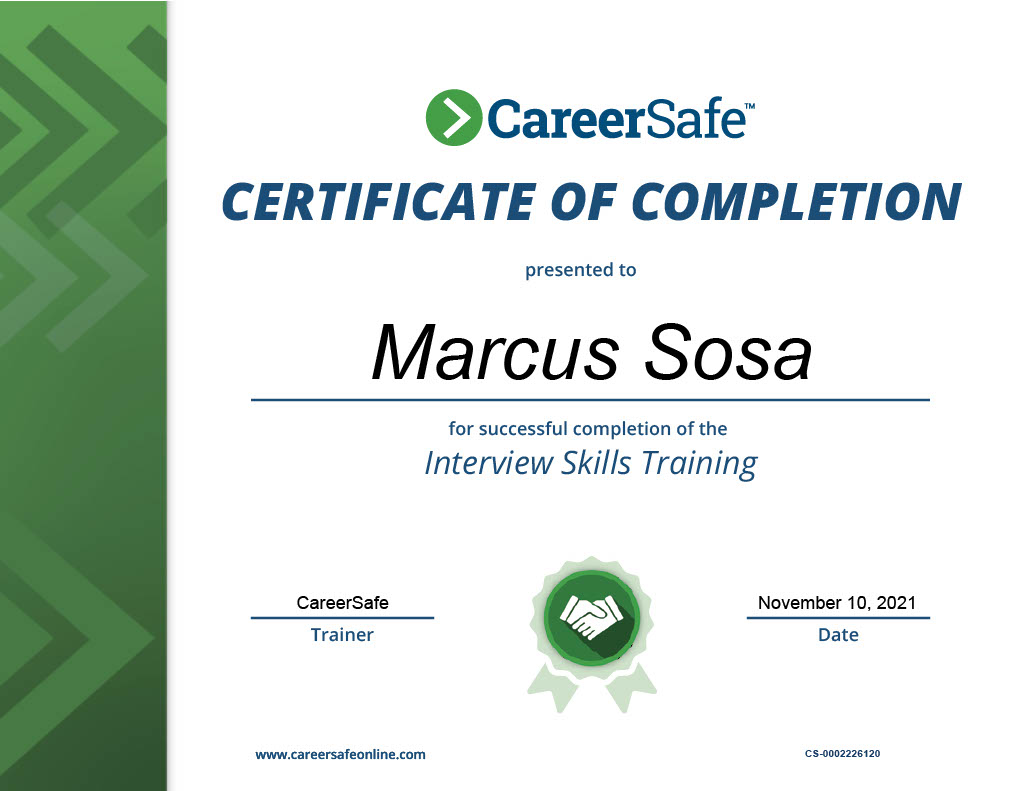 CareerSafe™
CERTIFICATE OF COMPLETION
presented to
Marcus Sosa
for successful completion of the
Interview Skills Training
CareerSafe
Trainer
November 10, 2021
Date
www.careersafeonline.com
CS-0002226120